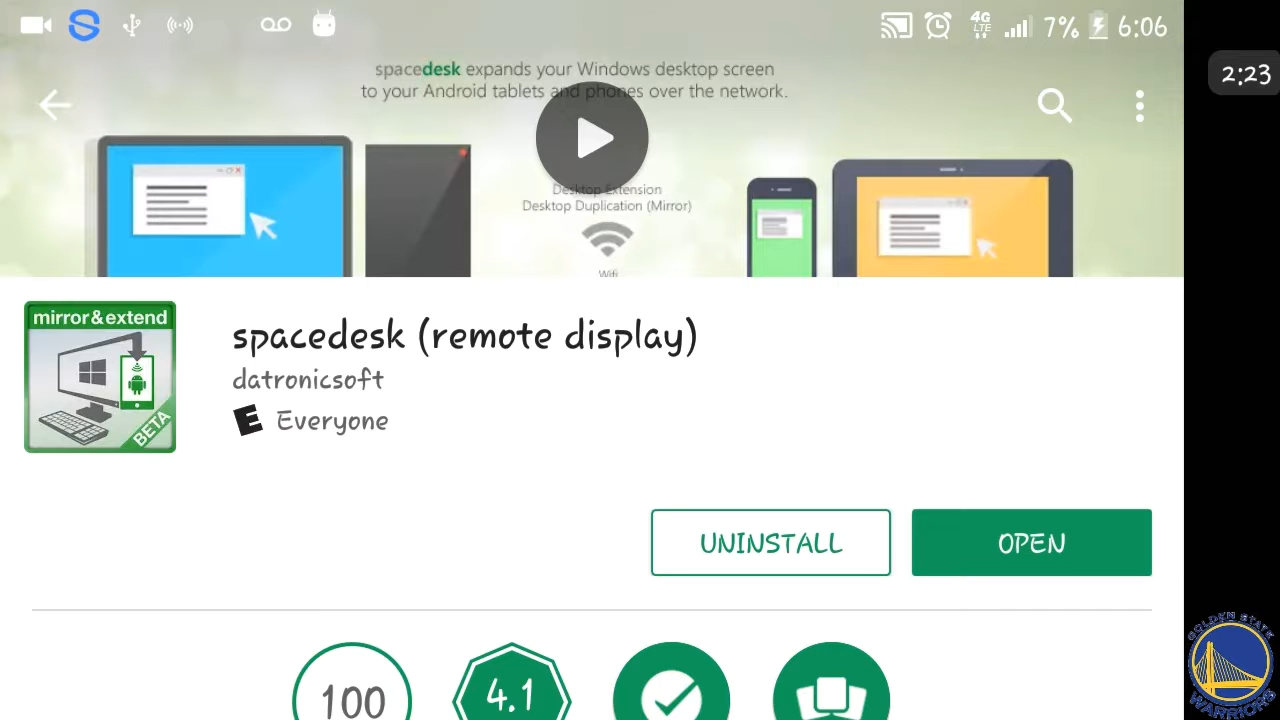 4G
LTE
7%
6:06
2:23
spacedesk expands your Windows desktop screen
to your Android tablets and phones over the network.
Desktop Extension
Desktop Duplication (Mirror)
Wifi
mirror&extend
BETA
spacedesk (remote display)
datronicsoft
E Everyone
UNINSTALL
OPEN
100
4.1
GOLDEN STATE
WARRIORS